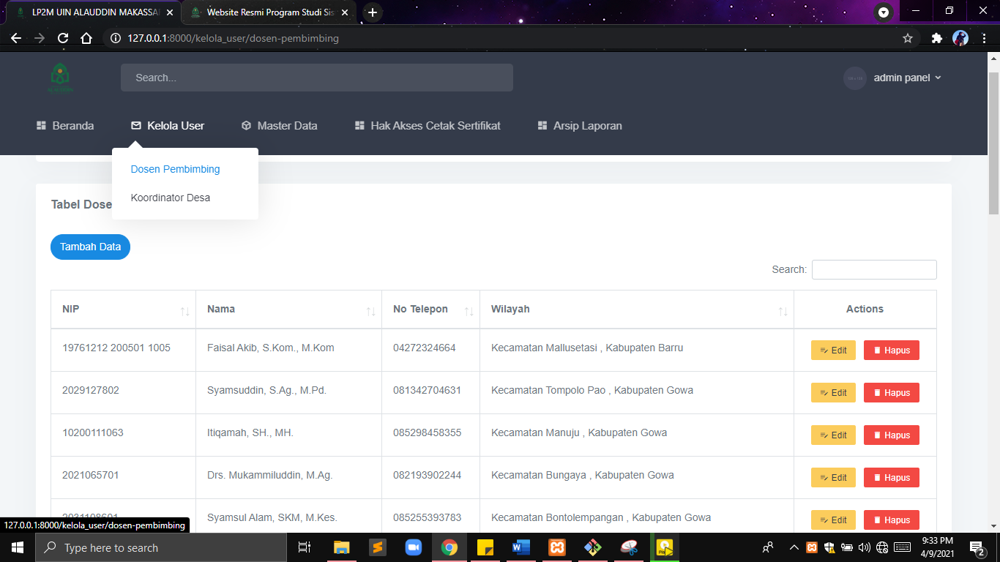 LP2M UIN ALAUDDIN MAKASSA
Website Resmi Program Studi Sis
127.0.0.1:8000/kelola_user/dosen-pembimbing
Search...
admin panel
Beranda
Kelola User
Master Data
Hak Akses Cetak Sertifikat
Arsip Laporan
Dosen Pembimbing
Koordinator Desa
Tabel Dose
Tambah Data
Search:
NIP Nama No Telepon Wilayah Actions
19761212 200501 1005 Faisal Akib, S.Kom., M.Kom 04272324664 Kecamatan Mallusetasi , Kabupaten Barru Edit Hapus
2029127802 Syamsuddin, S.Ag., M.Pd. 081342704631 Kecamatan Tompolo Pao , Kabupaten Gowa Edit Hapus
10200111063 Itiqamah, SH., MH. 085298458355 Kecamatan Manuju , Kabupaten Gowa Edit Hapus
2021065701 Drs. Mukammiluddin, M.Ag. 082193902244 Kecamatan Bungaya , Kabupaten Gowa Edit Hapus
Syamsul Alam, SKM, M.Kes. 085255393783 Kecamatan Bontolempangan , Kabupaten Gowa Edit Hapus
127.0.0.1:8000/kelola_user/dosen-pembimbing
Type here to search
9:33 PM
4/9/2021
2